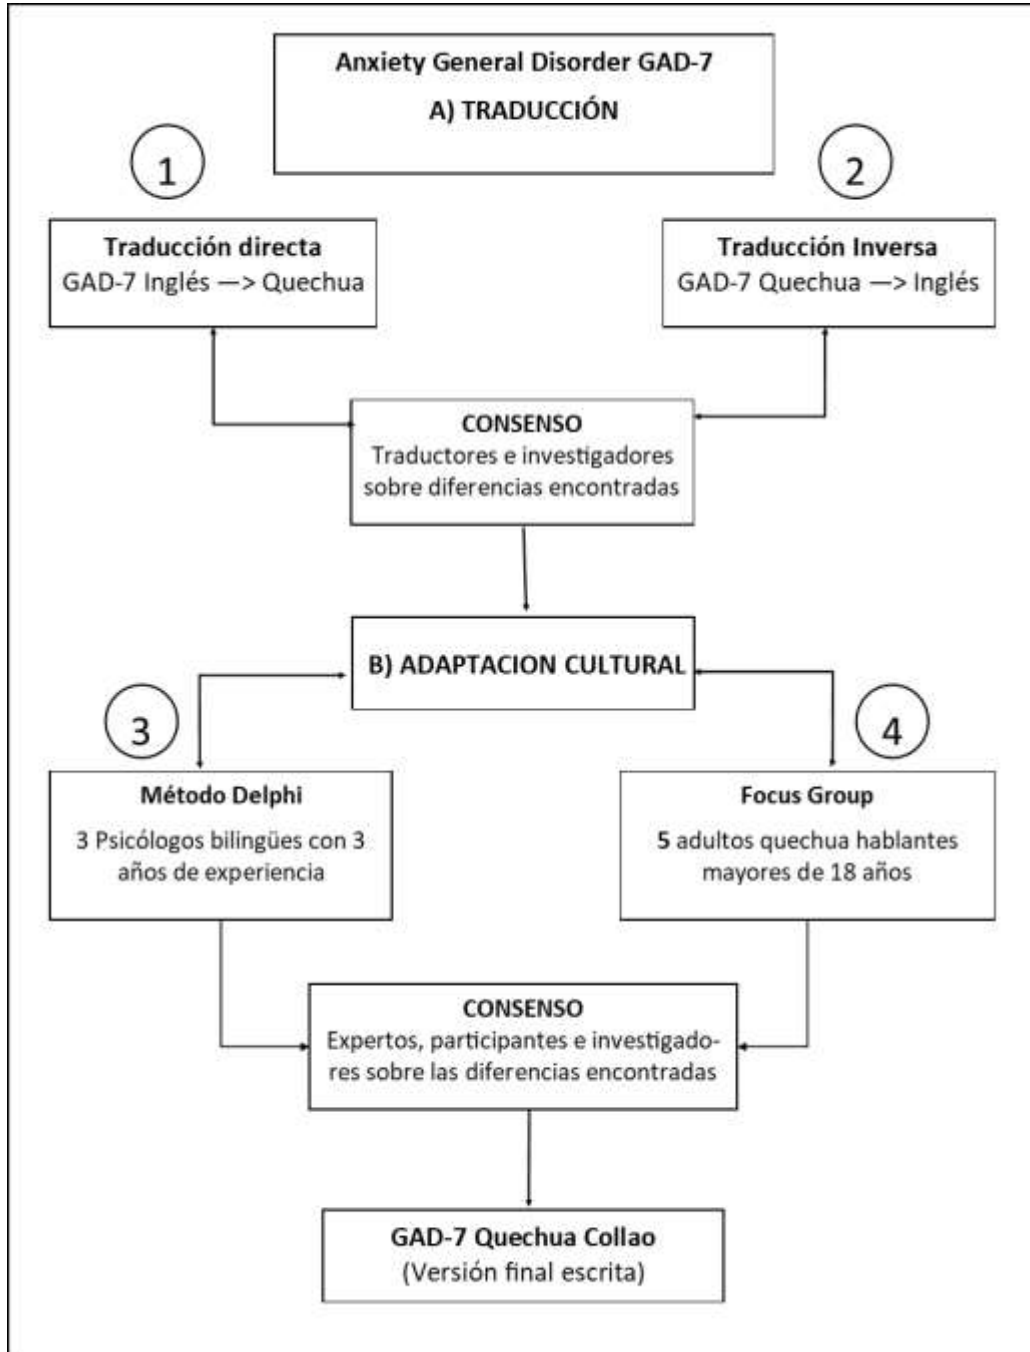 Anxiety General Disorder GAD-7
A) TRADUCCIÓN
1
2
Traducción directa
GAD-7 Inglés —> Quechua
Traducción Inversa
GAD-7 Quechua —> Inglés
CONSENSO
Traductores e investigadores
sobre diferencias encontradas
B) ADAPTACION CULTURAL
3
4
Método Delphi
3 Psicólogos bilingües con 3
años de experiencia
Focus Group
5 adultos quechua hablantes
mayores de 18 años
CONSENSO
Expertos, participantes e investigado-
res sobre las diferencias encontradas
GAD-7 Quechua Collao
(Versión final escrita)